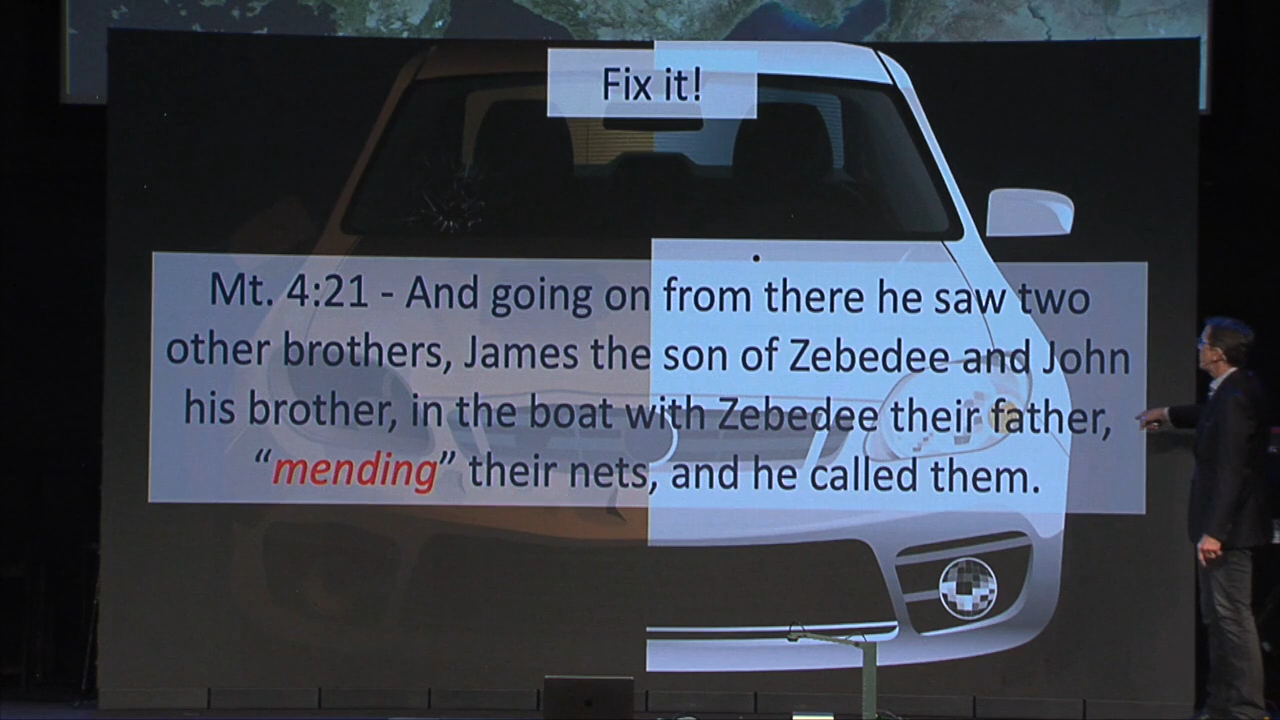 Fix it!
Mt. 4:21 - And going on from there he saw two
other brothers, James the son of Zebedee and John
his brother, in the boat with Zebedee their father,
“mending” their nets, and he called them.